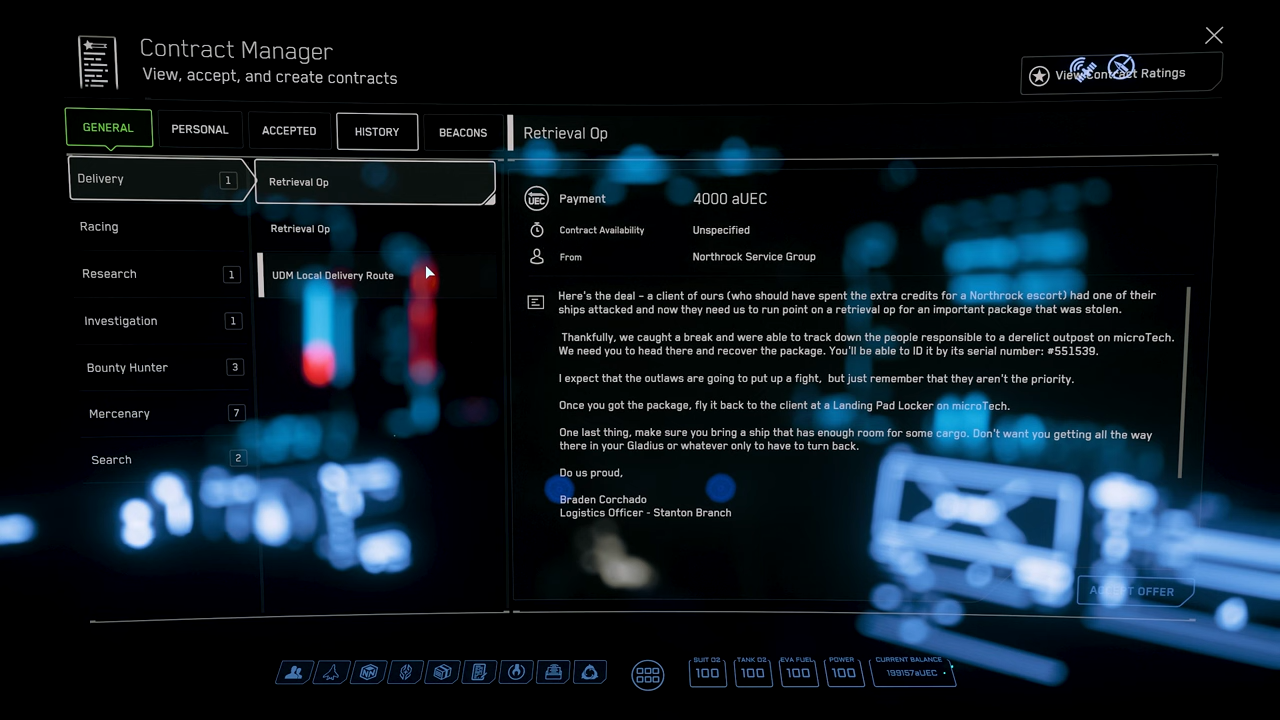 Contract Manager
View, accept, and create contracts
View Contract Ratings
GENERAL
PERSONAL
ACCEPTED
HISTORY
BEACONS
Delivery
1
Racing
Research
1
Investigation
1
Bounty Hunter
3
Mercenary
7
Search
2
Retrieval Op
Retrieval Op
UDM Local Delivery Route
Retrieval Op
UEC
Payment
4000 aUEC
Contract Availability
Unspecified
From
Northrock Service Group
Here's the deal - a client of ours (who should have spent the extra credits for a Northrock escort) had one of their
ships attacked and now they need us to run point on a retrieval op for an important package that was stolen.
Thankfully, we caught a break and were able to track down the people responsible to a derelict outpost on microTech.
We need you to head there and recover the package. You'll be able to ID it by its serial number: #551539.
I expect that the outlaws are going to put up a fight, but just remember that they aren't the priority.
Once you got the package, fly it back to the client at a Landing Pad Locker on microTech.
One last thing, make sure you bring a ship that has enough room for some cargo. Don't want you getting all the way
there in your Gladius or whatever only to have to turn back.
Do us proud,
Braden Corchado
Logistics Officer - Stanton Branch
ACCEPT OFFER
SUIT O2
100
TANK O2
100
EVA FUEL
100
POWER
100
CURRENT BALANCE
199157aUEC